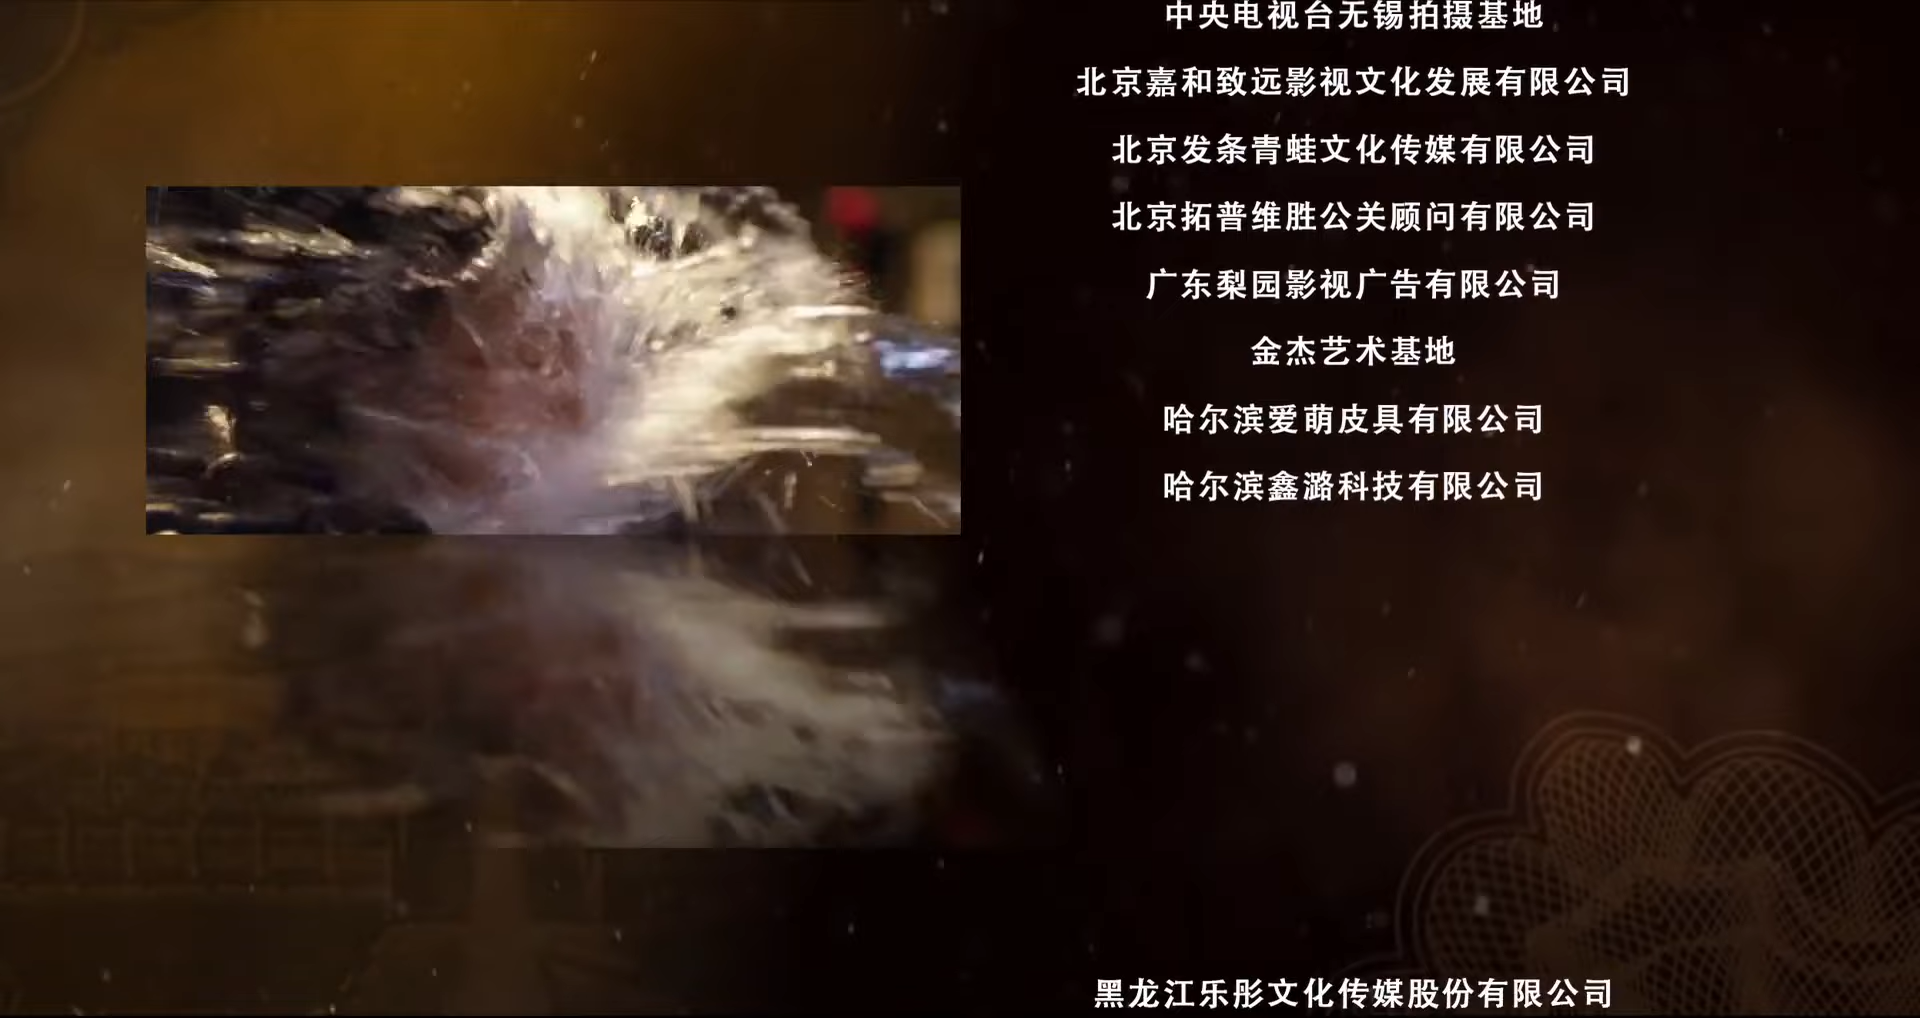 中央电视台无锡拍摄基地
北京嘉和致远影视文化发展有限公司
北京发条青蛙文化传媒有限公司
北京拓普维胜公关顾问有限公司
广东梨园影视广告有限公司
金杰艺术基地
哈尔滨爱萌皮具有限公司
哈尔滨鑫潞科技有限公司
黑龙江乐彤文化传媒股份有限公司